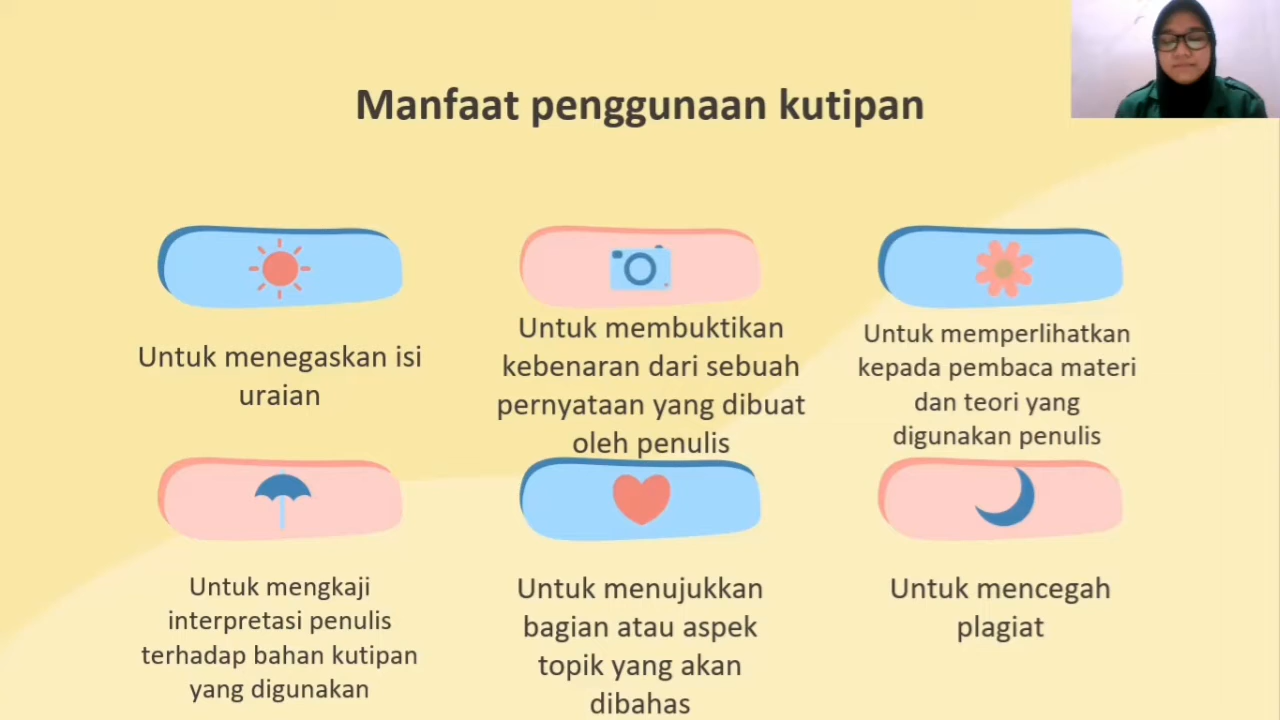 Manfaat penggunaan kutipan
Untuk menegaskan isi
uraian
Untuk membuktikan
kebenaran dari sebuah
pernyataan yang dibuat
oleh penulis
Untuk memperlihatkan
kepada pembaca materi
dan teori yang
digunakan penulis
Untuk mengkaji
interpretasi penulis
terhadap bahan kutipan
yang digunakan
Untuk menujukkan
bagian atau aspek
topik yang akan
dibahas
Untuk mencegah
plagiat